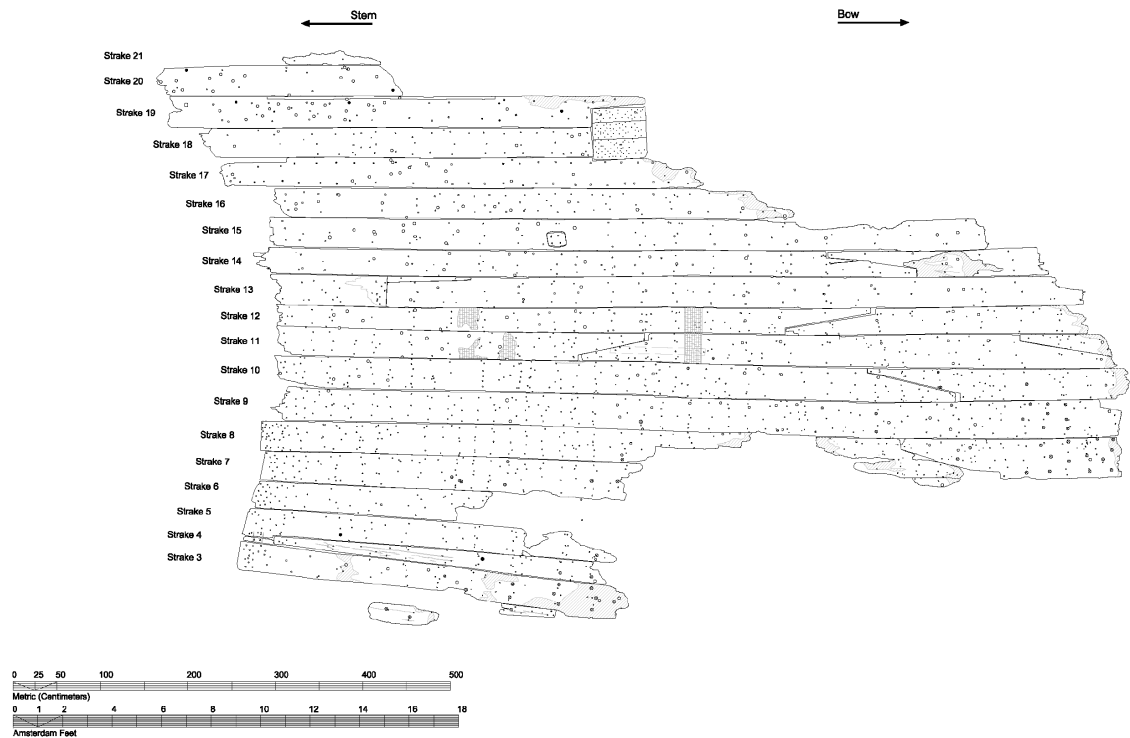 Stern Bow
Strake 21
Strake 20
Strake 19
Strake 18
Strake 17
Strake 16
Strake 15
Strake 14
Strake 13
Strake 12
Strake 11
Strake 10
Strake 9
Strake 8
Strake 7
Strake 6
Strake 5
Strake 4
Strake 3
0 25 50 100 200 300 400 500
Metric (Centimeters)
0 1 2 4 6 8 10 12 14 16 18
Amsterdam Feet